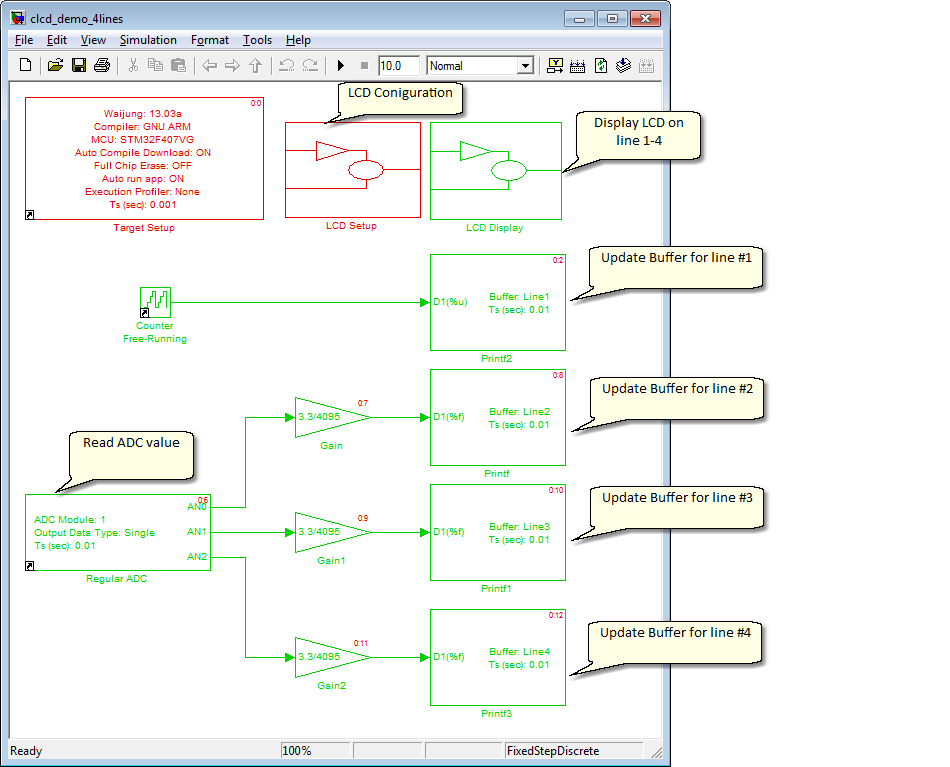 clcd_demo_4lines
File Edit View Simulation Format Tools Help
10.0 Normal
LCD Coniguration
0:0
Waijung: 13.03a
Compiler: GNU ARM
MCU: STM32F407VG
Auto Compile Download: ON
Full Chip Erase: OFF
Auto run app: ON
Execution Profiler: None
Ts (sec): 0.001
Target Setup
LCD Setup
LCD Display
Display LCD on
line 1-4
Counter
Free-Running
0:2
D1(%u)
Buffer: Line1
Ts (sec): 0.01
Printf2
Update Buffer for line #1
0:7
3.3/4095
Gain
0:8
D1(%f)
Buffer: Line2
Ts (sec): 0.01
Printf
Update Buffer for line #2
Read ADC value
0:6
ADC Module: 1
Output Data Type: Single
Ts (sec): 0.01
AN0
AN1
AN2
Regular ADC
0:9
3.3/4095
Gain1
0:10
D1(%f)
Buffer: Line3
Ts (sec): 0.01
Printf1
Update Buffer for line #3
0:11
3.3/4095
Gain2
0:12
D1(%f)
Buffer: Line4
Ts (sec): 0.01
Printf3
Update Buffer for line #4
Ready 100% FixedStepDiscrete